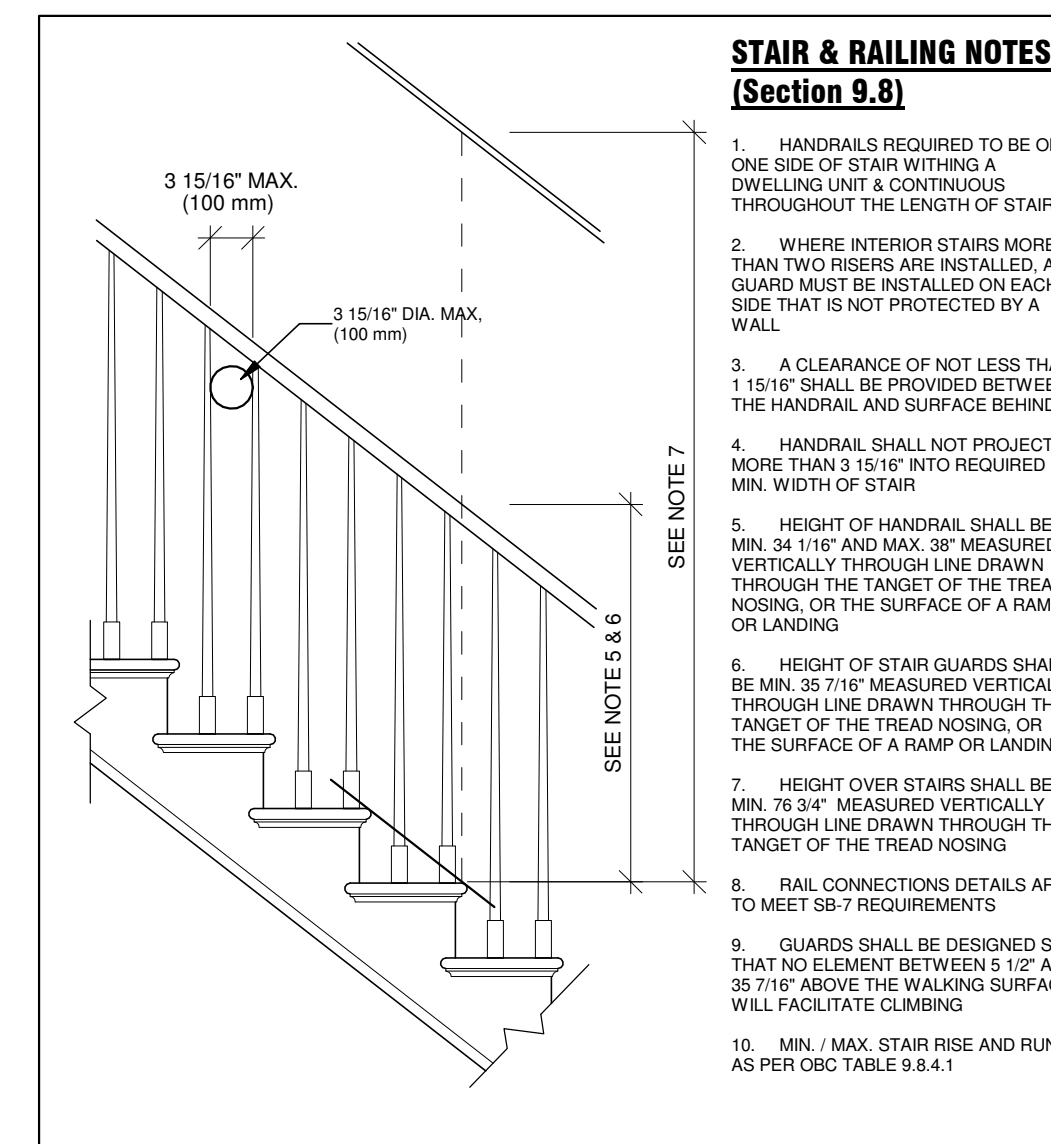 STAIR & RAILING NOTES
(Section 9.8)
3 15/16" MAX.
(100 mm)
3 15/16" DIA. MAX,
(100 mm)
SEE NOTE 7
SEE NOTE 5 & 6
1. HANDRAILS REQUIRED TO BE
ONE SIDE OF STAIR WITHING A
DWELLING UNIT & CONTINUOUS
THROUGHOUT THE LENGTH OF STAIR
2. WHERE INTERIOR STAIRS MORE
THAN TWO RISERS ARE INSTALLED, A
GUARD MUST BE INSTALLED ON EACH
SIDE THAT IS NOT PROTECTED BY A
WALL
3. A CLEARANCE OF NOT LESS
1 15/16" SHALL BE PROVIDED
THE HANDRAIL AND SURFACE BEHIND
4. HANDRAIL SHALL NOT PROJECT
MORE THAN 3 15/16" INTO REQUIRED
MIN. WIDTH OF STAIR
5. HEIGHT OF HANDRAIL SHALL BE
MIN. 34 1/16" AND MAX. 38" MEASURED
VERTICALLY THROUGH LINE DRAWN
THROUGH THE TANGET OF THE
NOSING, OR THE SURFACE OF A
OR LANDING
6. HEIGHT OF STAIR GUARDS
BE MIN. 35 7/16" MEASURED
THROUGH LINE DRAWN THROUGH
TANGET OF THE TREAD NOSING, OR
THE SURFACE OF A RAMP OR
7. HEIGHT OVER STAIRS SHALL BE
MIN. 76 3/4" MEASURED VERTICALLY
THROUGH LINE DRAWN THROUGH
TANGET OF THE TREAD NOSING
8. RAIL CONNECTIONS DETAILS
TO MEET SB-7 REQUIREMENTS
9. GUARDS SHALL BE DESIGNED
THAT NO ELEMENT BETWEEN 5 1/2"
35 7/16" ABOVE THE WALKING
WILL FACILITATE CLIMBING
10. MIN. / MAX. STAIR RISE AND RUN
AS PER OBC TABLE 9.8.4.1